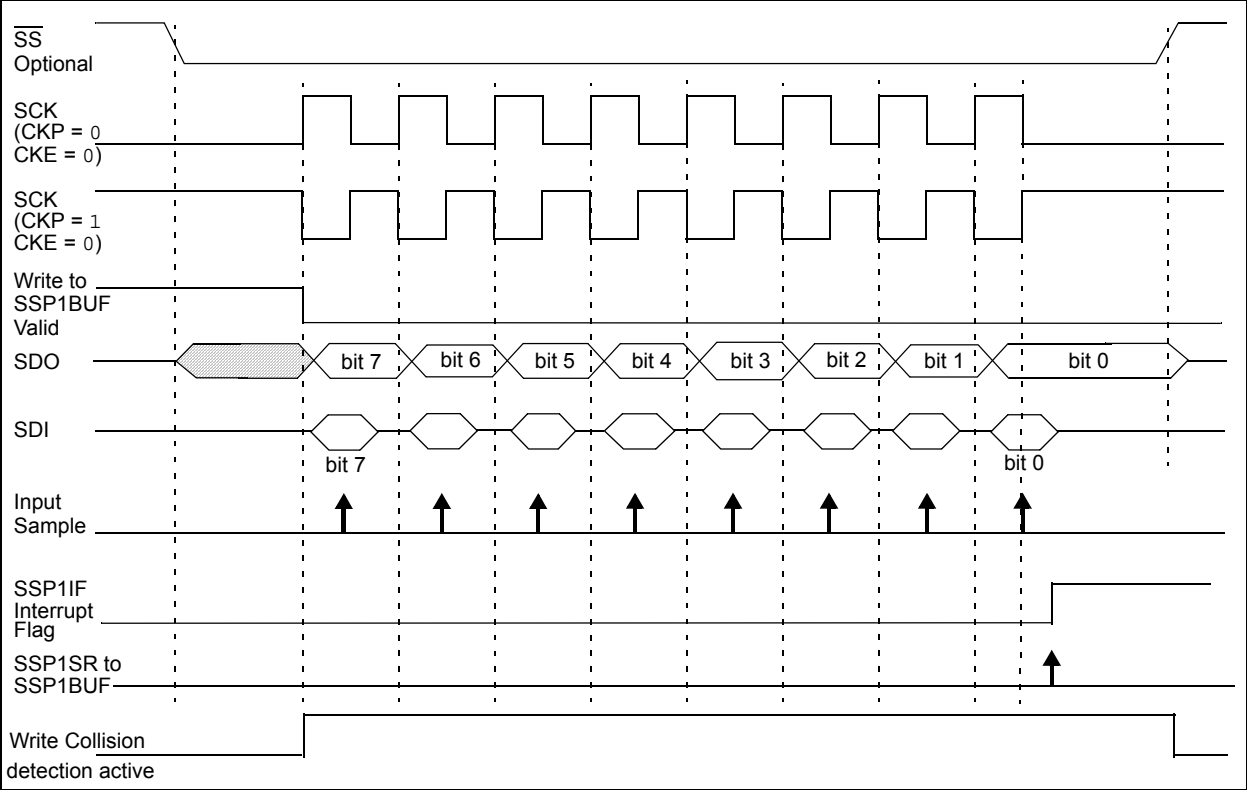 SS
Optional
SCK
(CKP = 0
CKE = 0)
SCK
(CKP = 1
CKE = 0)
Write to
SSP1BUF
Valid
SDO
bit 7
bit 6
bit 5
bit 4
bit 3
bit 2
bit 1
bit 0
SDI
bit 7
bit 0
Input
Sample
SSP1IF
Interrupt
Flag
SSP1SR to
SSP1BUF
Write Collision
detection active